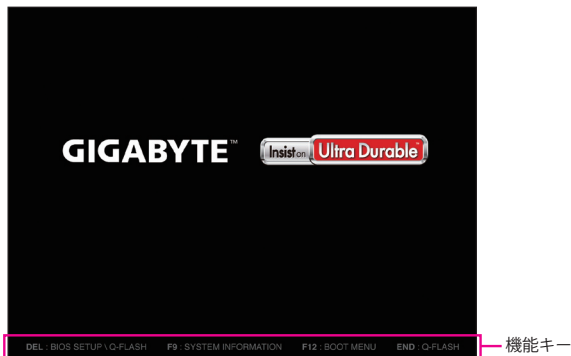 GIGABYTE™ Insist on Ultra Durable™
DEL : BIOS SETUP \ Q-FLASH F9 : SYSTEM INFORMATION F12 : BOOT MENU END : Q-FLASH
機能キー